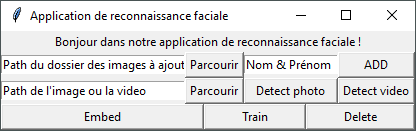 Application de reconnaissance faciale
Bonjour dans notre application de reconnaissance faciale !
Path du dossier des images à ajout Parcourir Nom & Prénom ADD
Path de l'image ou la video Parcourir Detect photo Detect video
Embed Train Delete